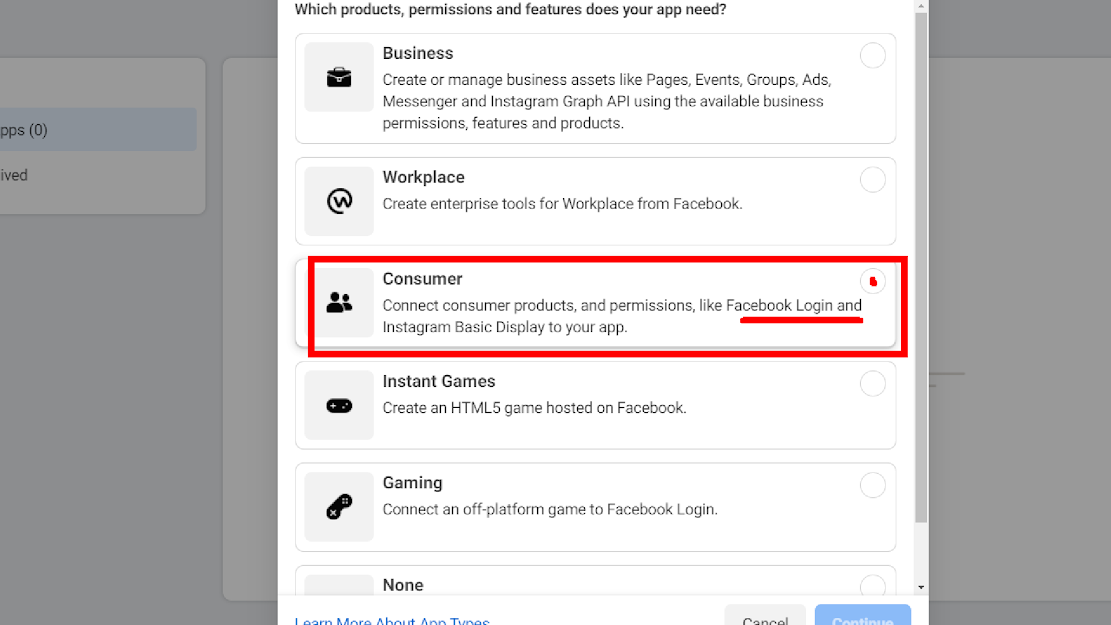 Which products, permissions and features does your app need?
Business
Create or manage business assets like Pages, Events, Groups, Ads,
Messenger and Instagram Graph API using the available business
permissions, features and products.
pps (0)
ived
Workplace
Create enterprise tools for Workplace from Facebook.
Consumer
Connect consumer products, and permissions, like Facebook Login and
Instagram Basic Display to your app.
Instant Games
Create an HTML5 game hosted on Facebook.
Gaming
Connect an off-platform game to Facebook Login.
None
Learn More About App Types
Cancel
Continue